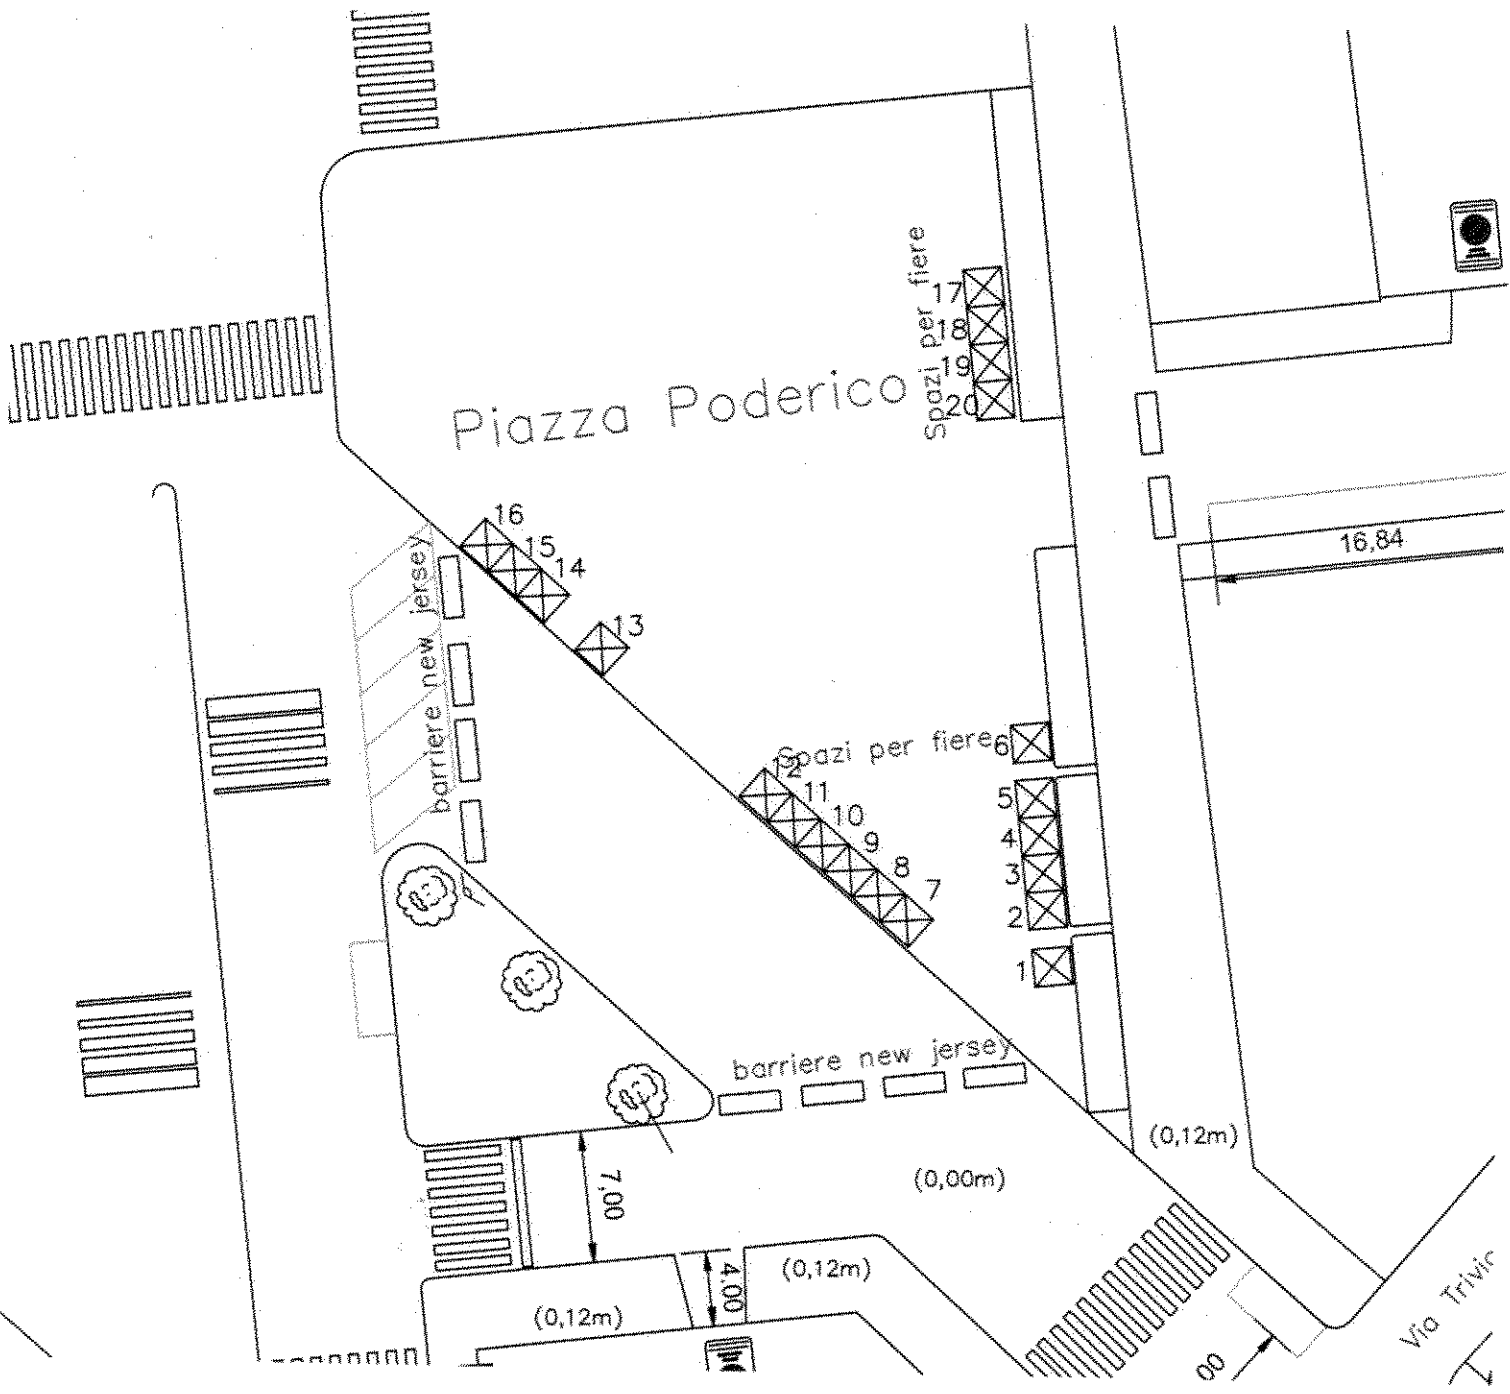 Spazi per fiere
17
18
19
20
Piazza Poderico
16
15
14
13
barriere new jersey
16,84
Spazi per fiere
12
11
10
9
8
7
6
5
4
3
2
1
barriere new jersey
(0,12m)
(0,00m)
7,00
4.00
(0,12m)
(0,12m)
00
Via